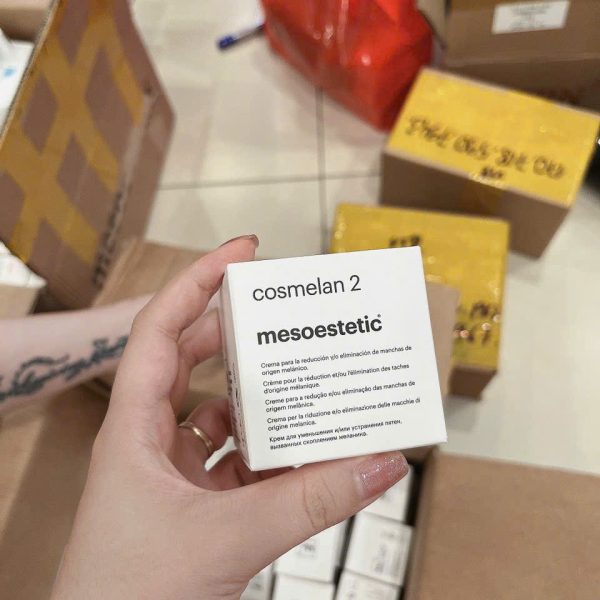 cosmelan 2
mesoestetic®
Crema para la reducción y/o eliminación de manchas de
origen melánico.
Crème pour la réduction et/ou l'élimination des taches
d'origine mélanique.
Creme para a redução e/ou eliminação das manchas de
origem melânica.
Crema per la riduzione e/o eliminazione delle macchie di
origine melanica.
Крем для уменьшения и/или устранения пятен,
вызванных скоплением меланина.